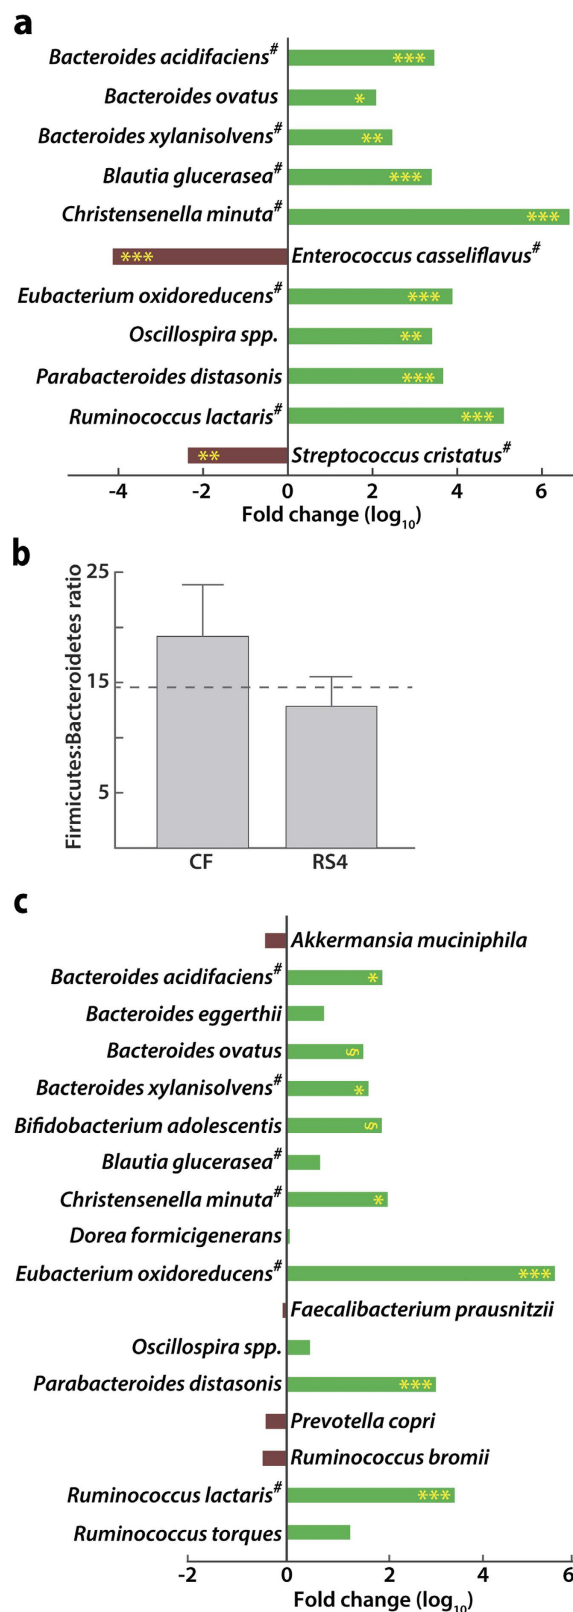 a
Bacteroides acidifaciens# ***
Bacteroides ovatus *
Bacteroides xylanisolvens# **
Blautia glucerasea# ***
Christensenella minuta# ***
*** Enterococcus casseliflavus#
Eubacterium oxidoreducens# ***
Oscillospira spp. **
Parabacteroides distasonis ***
Ruminococcus lactaris# ***
** Streptococcus cristatus#
-4 -2 0 2 4 6
Fold change (log10)
b
Firmicutes:Bacteroidetes ratio
25
15
5
CF RS4
c
Akkermansia muciniphila
Bacteroides acidifaciens# *
Bacteroides eggerthii
Bacteroides ovatus §
Bacteroides xylanisolvens# *
Bifidobacterium adolescentis §
Blautia glucerasea#
Christensenella minuta# *
Dorea formicigenerans
Eubacterium oxidoreducens# ***
Faecalibacterium prausnitzii
Oscillospira spp.
Parabacteroides distasonis ***
Prevotella copri
Ruminococcus bromii
Ruminococcus lactaris# ***
Ruminococcus torques
-2 0 2 4 6
Fold change (log10)